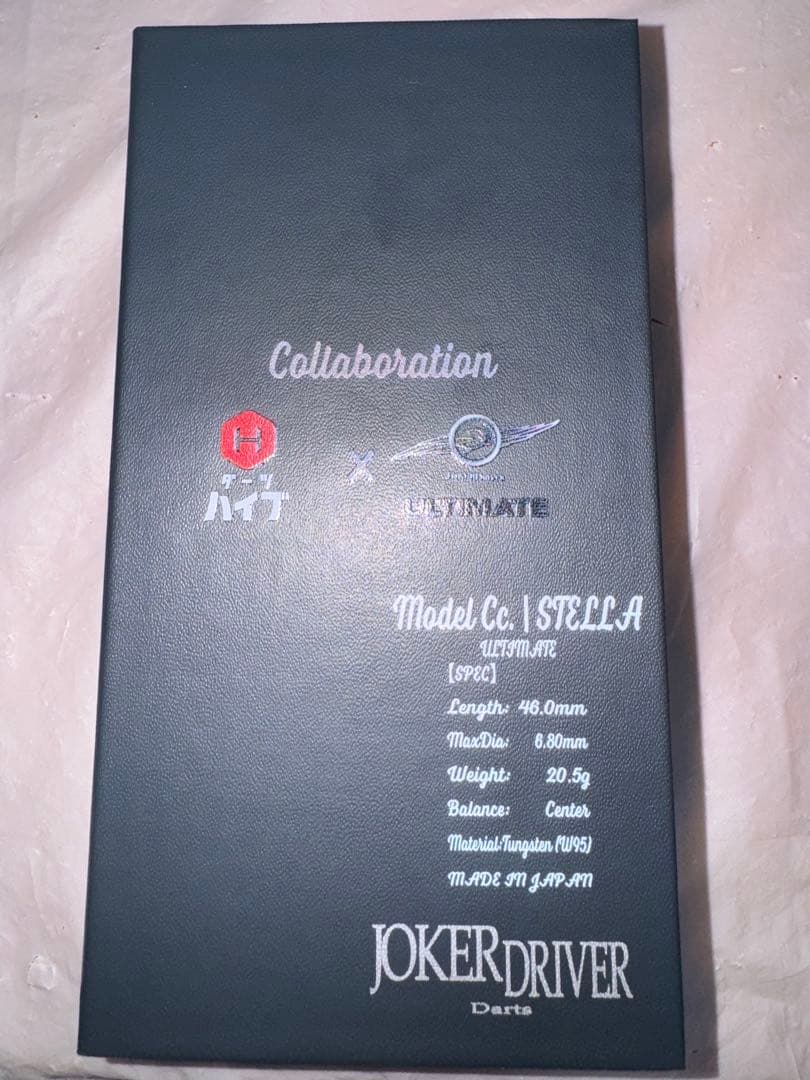 Collaboration
H
ダーツ
ハイブ
×
ULTIMATE
Model Cc. | STELLA
ULTIMATE
【SPEC】
Length: 46.0mm
MaxDia: 6.80mm
Weight: 20.5g
Balance: Center
Material:Tungsten (W95)
MADE IN JAPAN
JOKER DRIVER
Darts